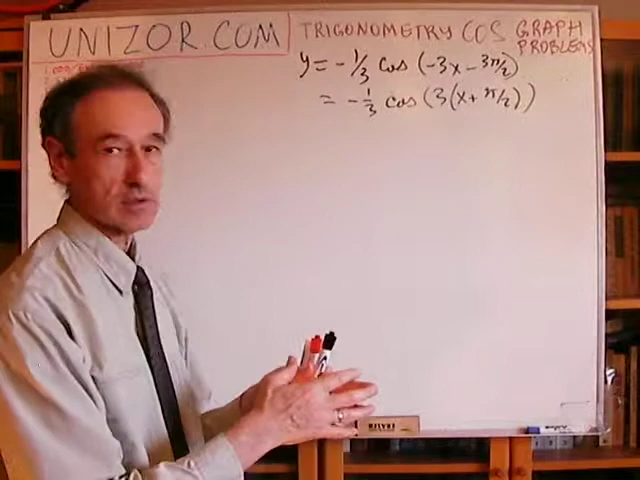 UNIZOR.COM
TRIGONOMETRY COS GRAPH
PROBLEMS
y = - 1/3 cos (-3x - 3π/2)
= - 1/3 cos (3(x + π/2))